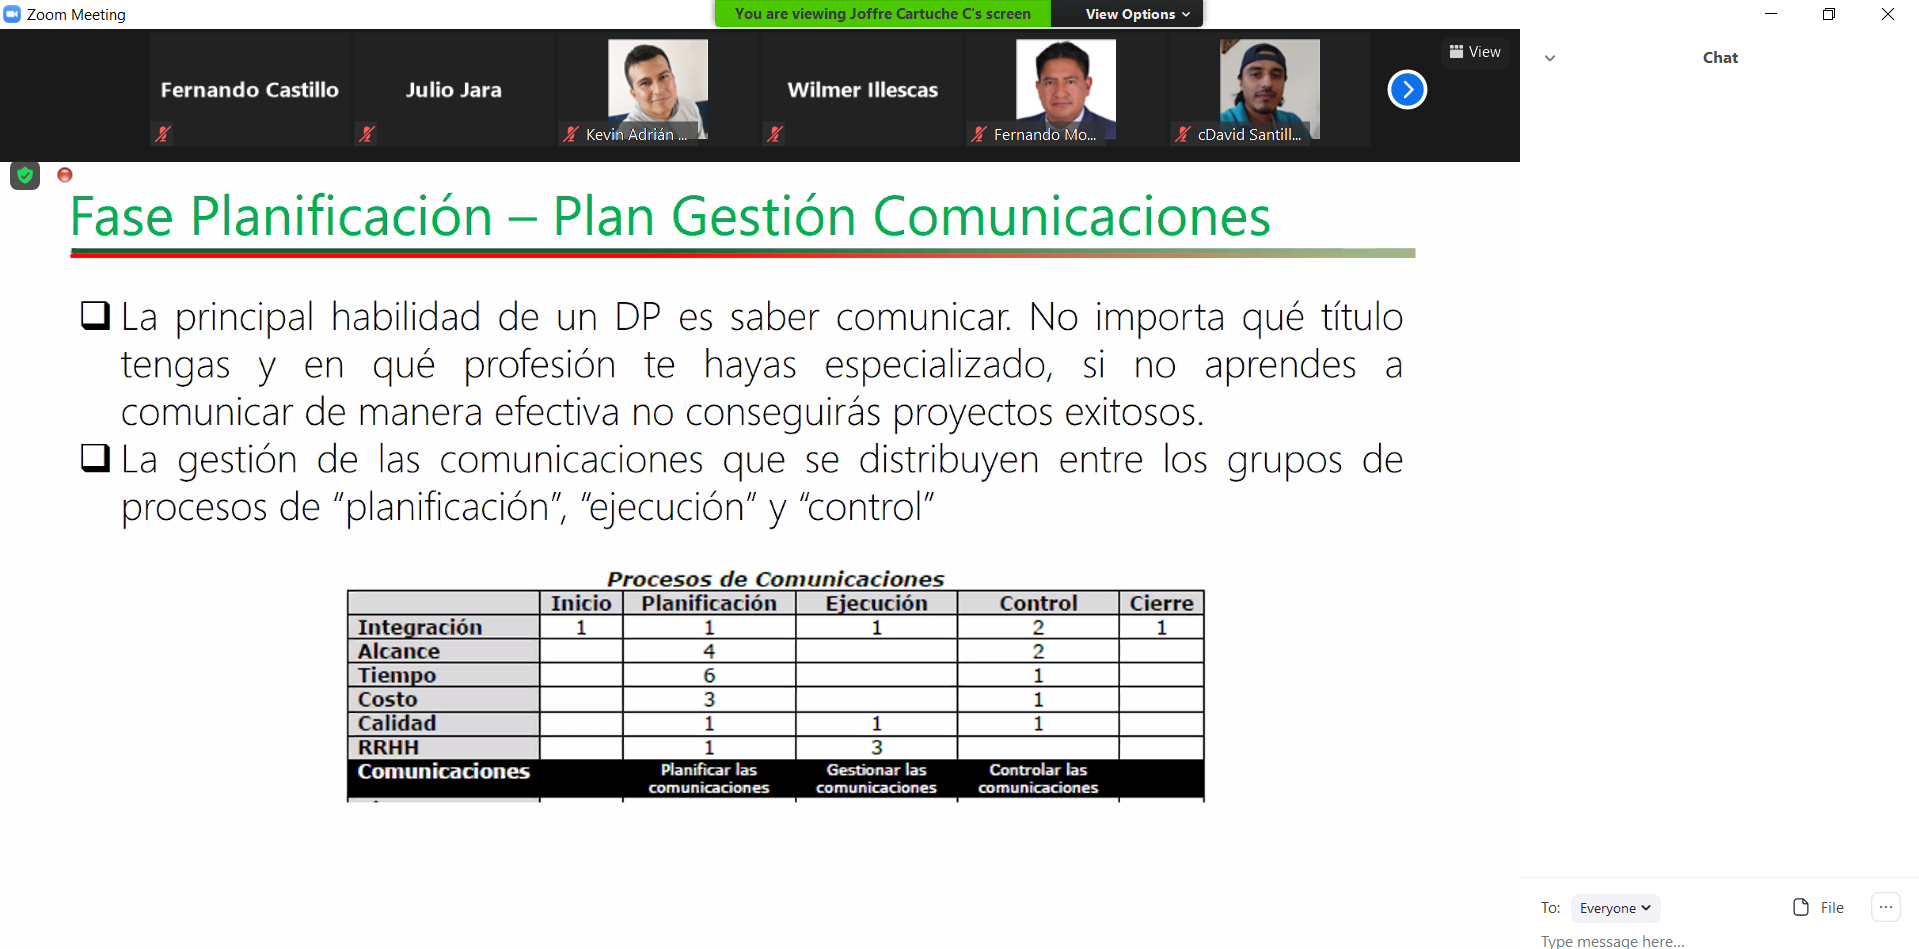 Zoom Meeting
You are viewing Joffre Cartuche C's screen
View Options
Fernando Castillo
Julio Jara
Kevin Adrián ...
Wilmer Illescas
Fernando Mo...
cDavid Santill...
View
Chat
Fase Planificación – Plan Gestión Comunicaciones
La principal habilidad de un DP es saber comunicar. No importa qué título
tengas y en qué profesión te hayas especializado, si no aprendes a
comunicar de manera efectiva no conseguirás proyectos exitosos.
La gestión de las comunicaciones que se distribuyen entre los grupos de
procesos de “planificación”, “ejecución” y “control”
Procesos de Comunicaciones
Inicio Planificación Ejecución Control Cierre
Integración 1 1 1 2 1
Alcance 4 2
Tiempo 6 1
Costo 3 1
Calidad 1 1 1
RRHH 1 3
Comunicaciones Planificar las Gestionar las Controlar las
comunicaciones comunicaciones comunicaciones
To: Everyone File ...
Type message here...